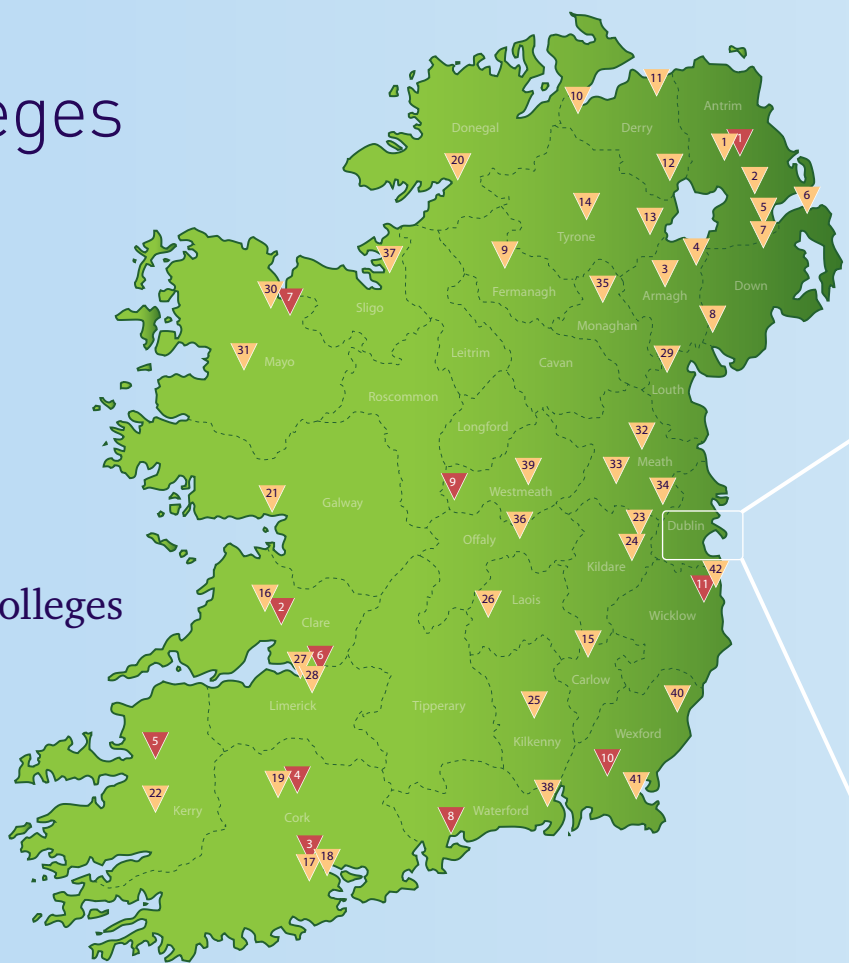 eges
11
10
Antrim
Donegal
Derry
1 1
20
12
2
6
14
5
13
7
Tyrone
9
4
37
3
35
Down
30
7
Fermanagh
Armagh
Sligo
8
Monaghan
31
Mayo
Leitrim
29
Cavan
Louth
Roscommon
Longford
32
39
33
Meath
9
34
21
Westmeath
Galway
36
23
Dublin
Offaly
24
Kildare
42
11
16
2
olleges
26
Laois
Wicklow
Clare
15
27
6
28
Carlow
40
Limerick
Tipperary
25
5
Kilkenny
Wexford
10
19
4
41
22
38
Kerry
Cork
8
Waterford
3
17
18